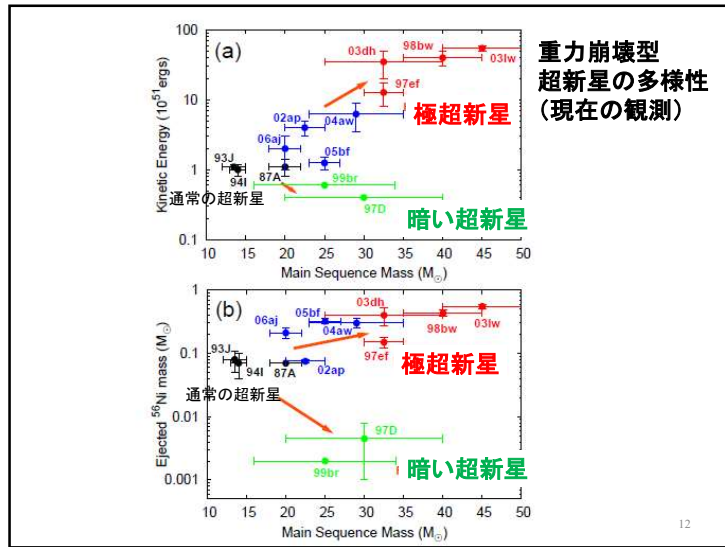 重力崩壊型
超新星の多様性
(現在の観測)
(a)
100
10
1
0.1
Kinetic Energy (10^51ergs)
03dh
98bw
03lw
97ef
極超新星
02ap
04aw
06aj
05bf
93J
94I
87A
99br
97D
通常の超新星
暗い超新星
10 15 20 25 30 35 40 45 50
Main Sequence Mass (M☉)
(b)
1
0.1
0.01
0.001
Ejected ^56Ni mass (M☉)
03dh
98bw
03lw
05bf
06aj
04aw
97ef
極超新星
93J
94I
87A
02ap
通常の超新星
97D
99br
暗い超新星
10 15 20 25 30 35 40 45 50
Main Sequence Mass (M☉)
12